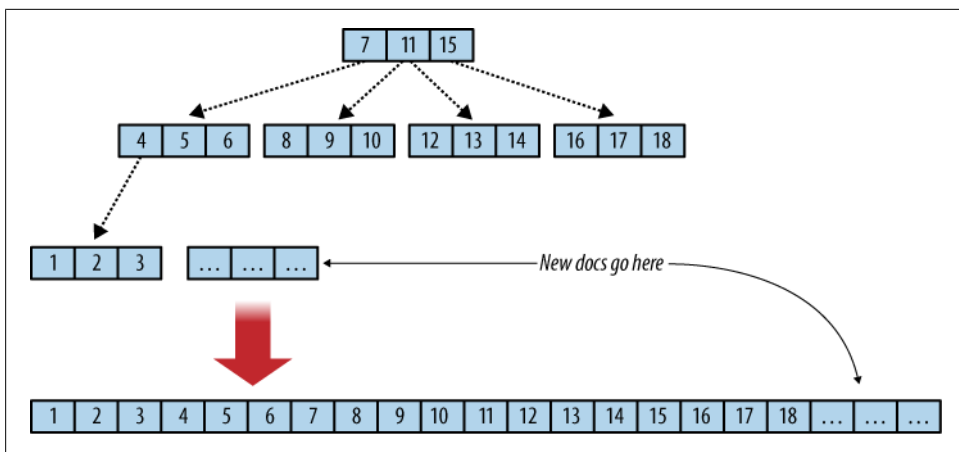 7 11 15
4 5 6 8 9 10 12 13 14 16 17 18
1 2 3 ... ... ... New docs go here
1 2 3 4 5 6 7 8 9 10 11 12 13 14 15 16 17 18 ... ... ...